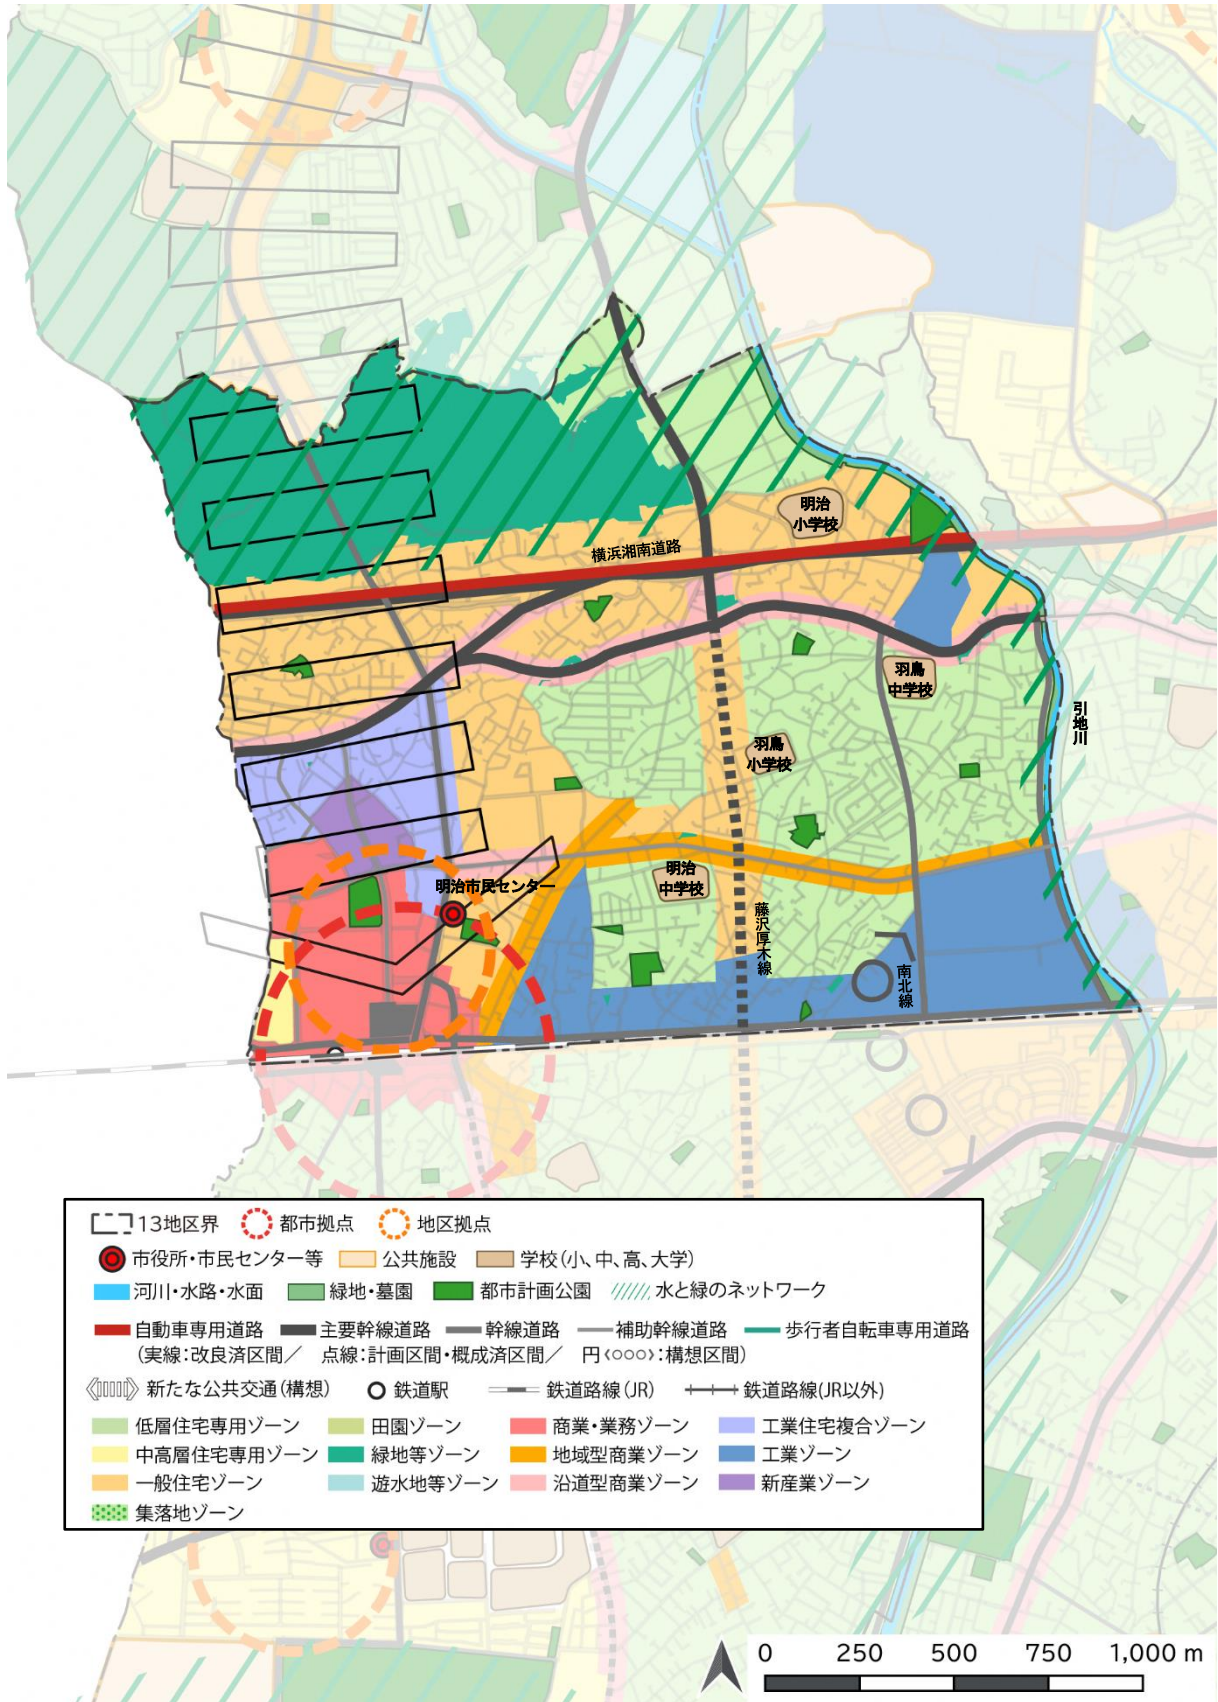 明治
小学校
横浜湘南道路
羽鳥
中学校
引地川
羽鳥
小学校
明治
中学校
明治市民センター
藤沢厚木線
南北線
13地区界 都市拠点 地区拠点
市役所・市民センター等 公共施設 学校(小、中、高、大学)
河川・水路・水面 緑地・墓園 都市計画公園 水と緑のネットワーク
自動車専用道路 主要幹線道路 幹線道路 補助幹線道路 歩行者自転車専用道路
(実線:改良済区間/ 点線:計画区間・概成済区間/ 円〈○○○〉:構想区間)
新たな公共交通(構想) 鉄道駅 鉄道路線(JR) 鉄道路線(JR以外)
低層住宅専用ゾーン 田園ゾーン 商業・業務ゾーン 工業住宅複合ゾーン
中高層住宅専用ゾーン 緑地等ゾーン 地域型商業ゾーン 工業ゾーン
一般住宅ゾーン 遊水地等ゾーン 沿道型商業ゾーン 新産業ゾーン
集落地ゾーン
0 250 500 750 1,000 m